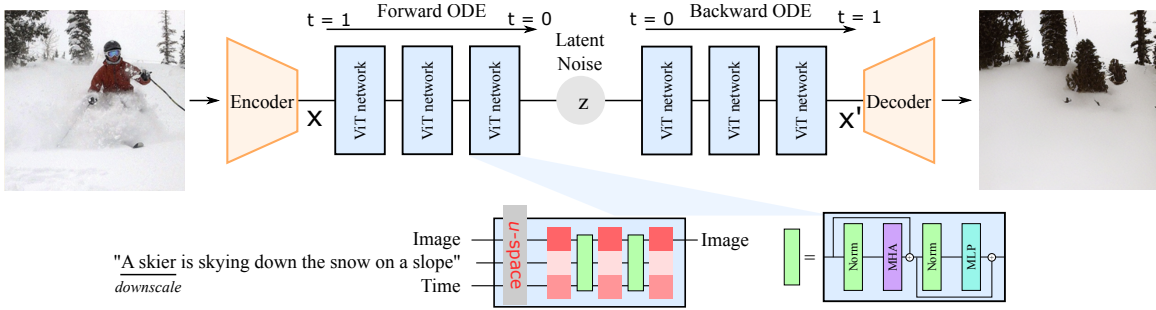 Forward ODE
t = 1
t = 0
Backward ODE
t = 0
t = 1
Latent
Noise
Encoder
x
ViT network
ViT network
ViT network
z
ViT network
ViT network
ViT network
x'
Decoder
u-space
Image
"A skier is skying down the snow on a slope"
downscale
Time
Image
=
Norm
MHA
+
Norm
MLP
+